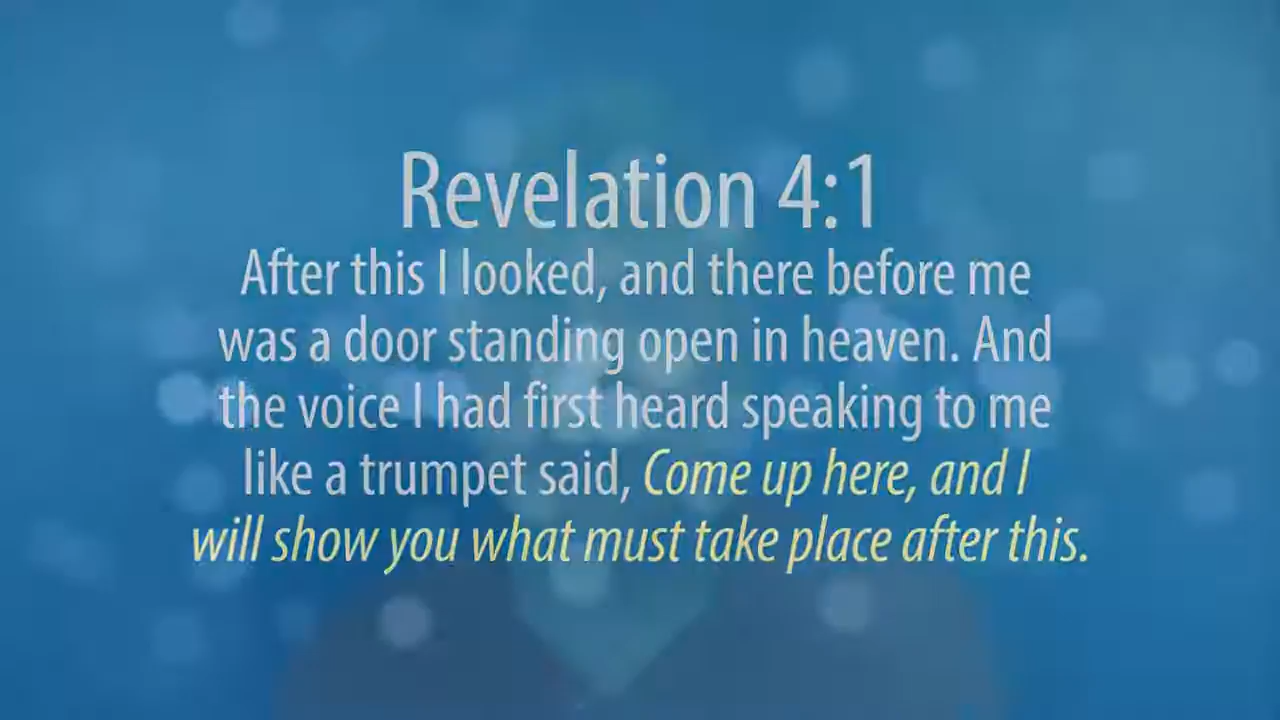 Revelation 4:1
After this I looked, and there before me
was a door standing open in heaven. And
the voice I had first heard speaking to me
like a trumpet said, Come up here, and I
will show you what must take place after this.